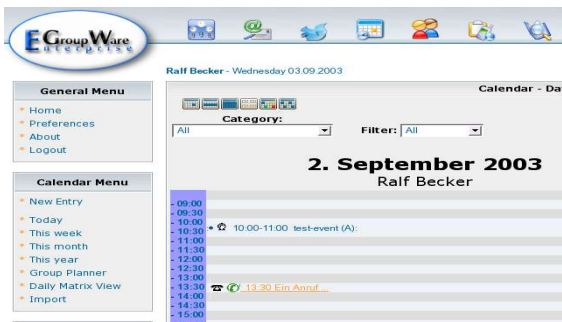 EGroupWare
Enterprise
Ralf Becker - Wednesday 03.09.2003
General Menu
Home
Preferences
About
Logout
Calendar Menu
New Entry
Today
This week
This month
This year
Group Planner
Daily Matrix View
Import
Calendar - Da
Category:
All
Filter: All
2. September 2003
Ralf Becker
- 09:00
- 09:30
- 10:00
- 10:30
10:00-11:00 test-event (A):
- 11:00
- 11:30
- 12:00
- 12:30
- 13:00
- 13:30
13:30 Ein Anruf ...
- 14:00
- 14:30
- 15:00